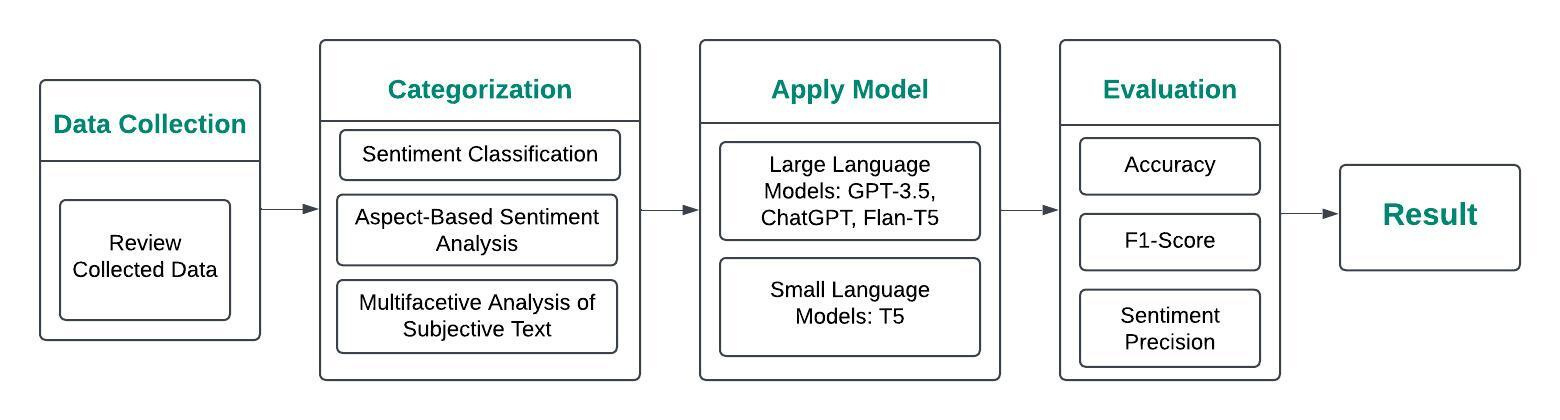 Data Collection
Review
Collected Data
Categorization
Sentiment Classification
Aspect-Based Sentiment
Analysis
Multifacetive Analysis of
Subjective Text
Apply Model
Large Language
Models: GPT-3.5,
ChatGPT, Flan-T5
Small Language
Models: T5
Evaluation
Accuracy
F1-Score
Sentiment
Precision
Result